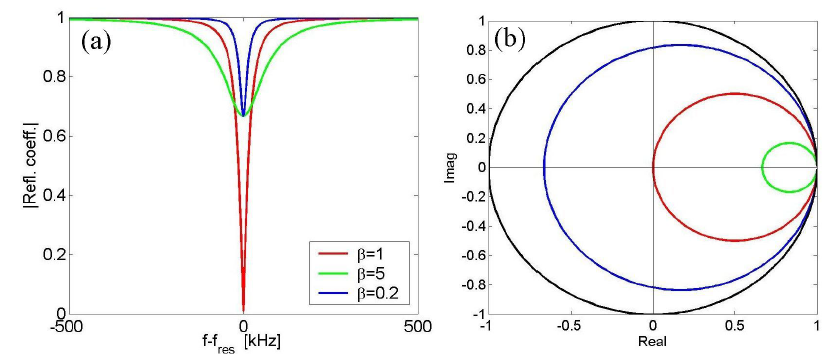 (a)
1
0.8
0.6
0.4
0.2
0
|Refl. coeff.|
β=1
β=5
β=0.2
-500
0
500
f-f_res [kHz]
(b)
1
0.8
0.6
0.4
0.2
0
-0.2
-0.4
-0.6
-0.8
-1
Imag
-1
-0.5
0
0.5
1
Real